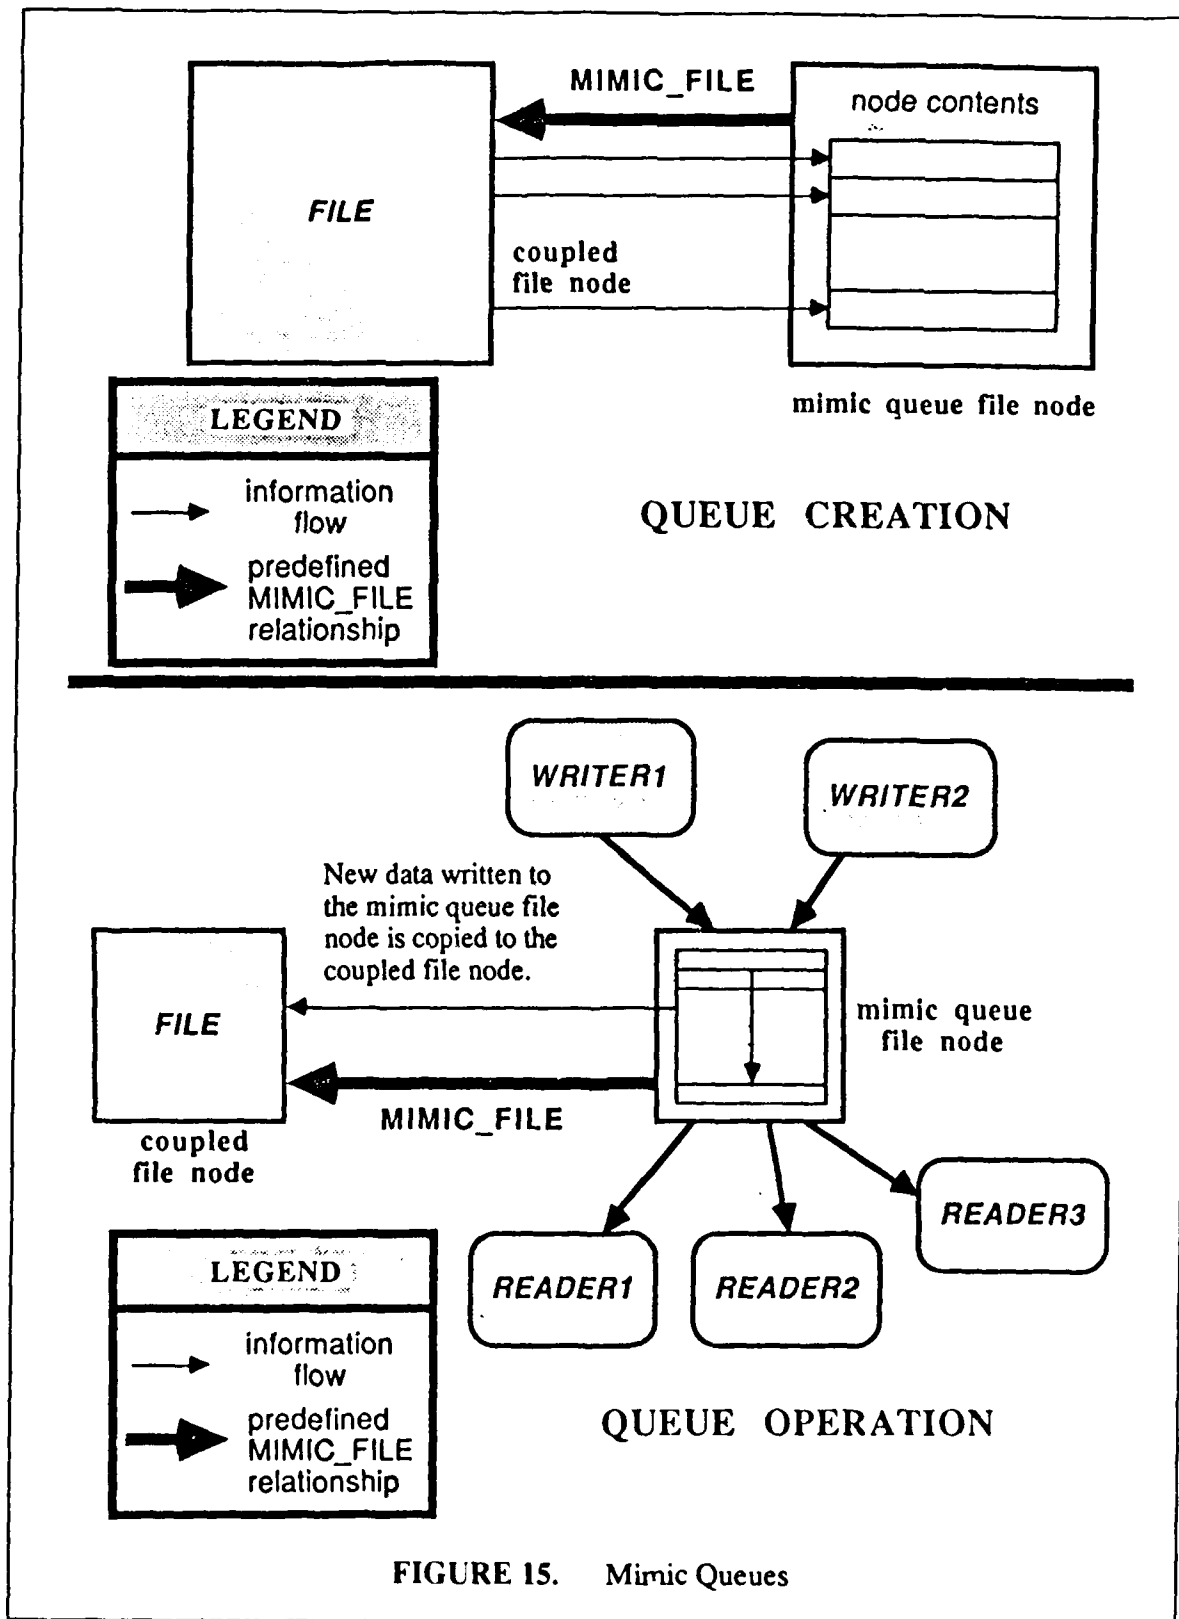 MIMIC_FILE
node contents
FILE
coupled
file node
mimic queue file node
LEGEND
information
flow
predefined
MIMIC_FILE
relationship
QUEUE CREATION
WRITER1
WRITER2
New data written to
the mimic queue file
node is copied to the
coupled file node.
FILE
mimic queue
file node
MIMIC_FILE
coupled
file node
READER3
READER1
READER2
LEGEND
information
flow
predefined
MIMIC_FILE
relationship
QUEUE OPERATION
FIGURE 15. Mimic Queues